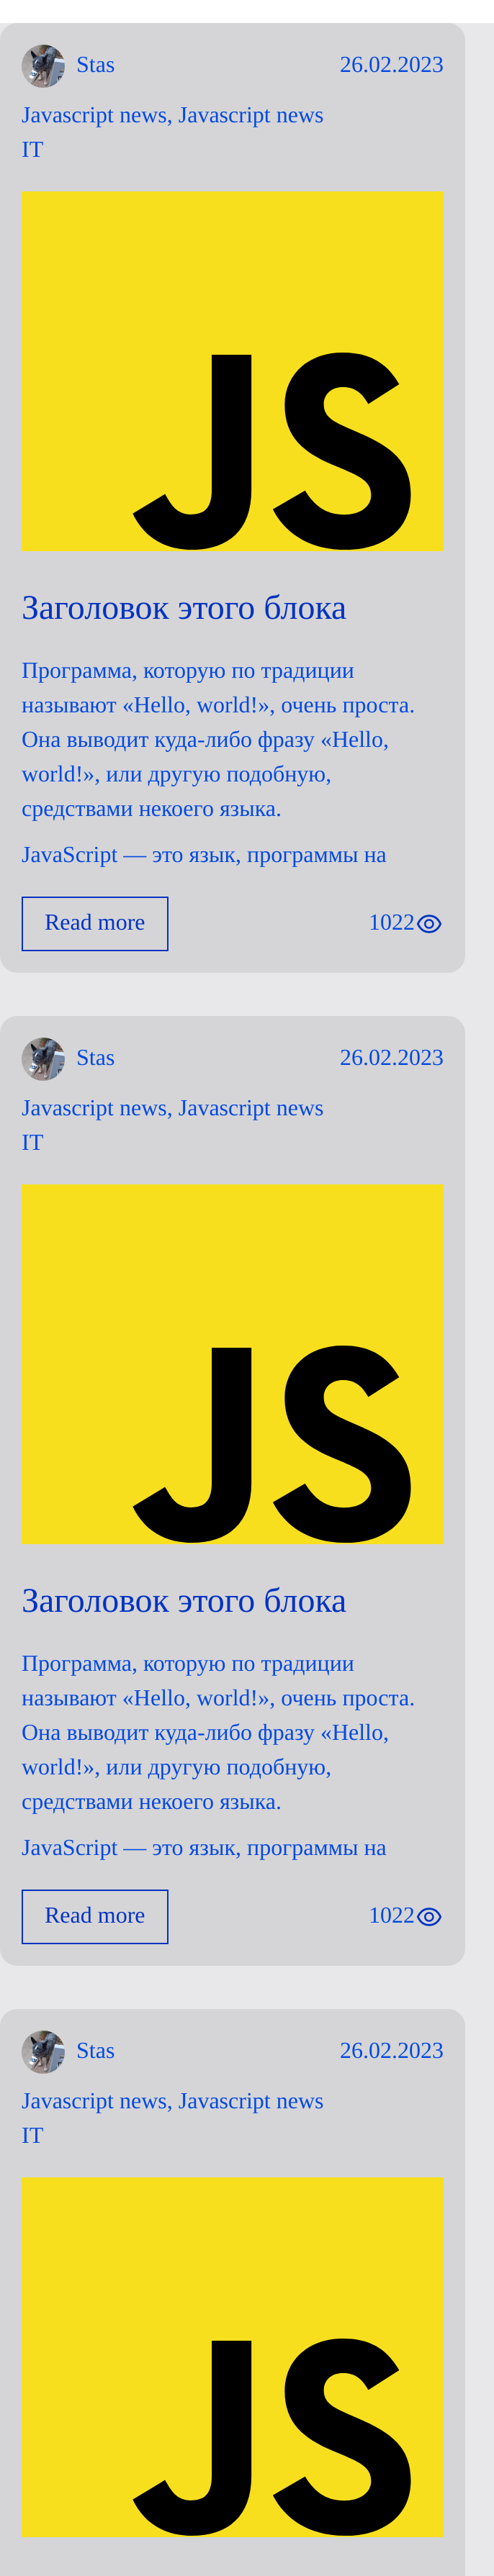 Stas 26.02.2023
Javascript news, Javascript news
IT
JS
Заголовок этого блока
Программа, которую по традиции
называют «Hello, world!», очень проста.
Она выводит куда-либо фразу «Hello,
world!», или другую подобную,
средствами некоего языка.
JavaScript — это язык, программы на
Read more 1022
Stas 26.02.2023
Javascript news, Javascript news
IT
JS
Заголовок этого блока
Программа, которую по традиции
называют «Hello, world!», очень проста.
Она выводит куда-либо фразу «Hello,
world!», или другую подобную,
средствами некоего языка.
JavaScript — это язык, программы на
Read more 1022
Stas 26.02.2023
Javascript news, Javascript news
IT
JS